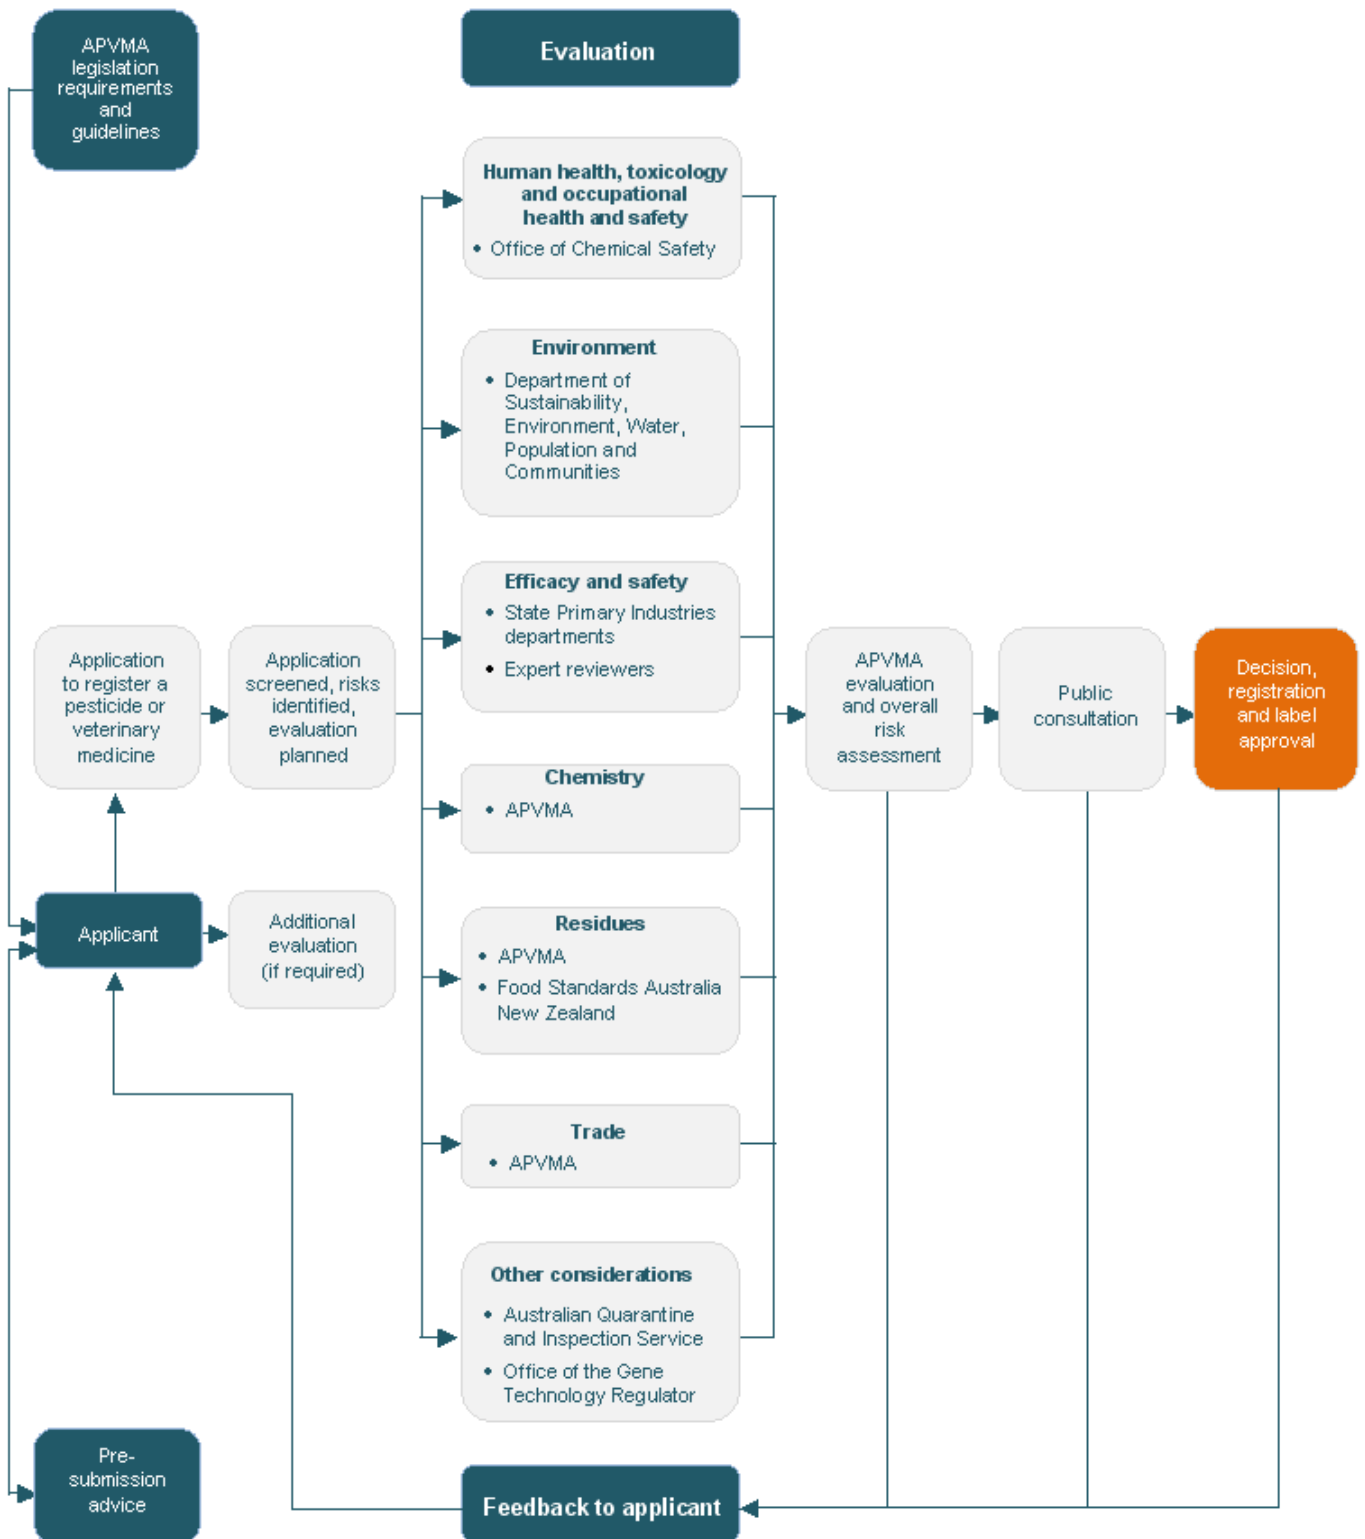 APVMA
legislation
requirements
and
guidelines
Evaluation
Human health, toxicology
and occupational
health and safety
• Office of Chemical Safety
Environment
• Department of
Sustainability,
Environment, Water,
Population and
Communities
Efficacy and safety
• State Primary Industries
departments
• Expert reviewers
Application
to register a
pesticide or
veterinary
medicine
Application
screened, risks
identified,
evaluation
planned
APVMA
evaluation
and overall
risk
assessment
Public
consultation
Decision,
registration
and label
approval
Chemistry
• APVMA
Applicant
Additional
evaluation
(if required)
Residues
• APVMA
• Food Standards Australia
New Zealand
Trade
• APVMA
Other considerations
• Australian Quarantine
and Inspection Service
• Office of the Gene
Technology Regulator
Pre-
submission
advice
Feedback to applicant